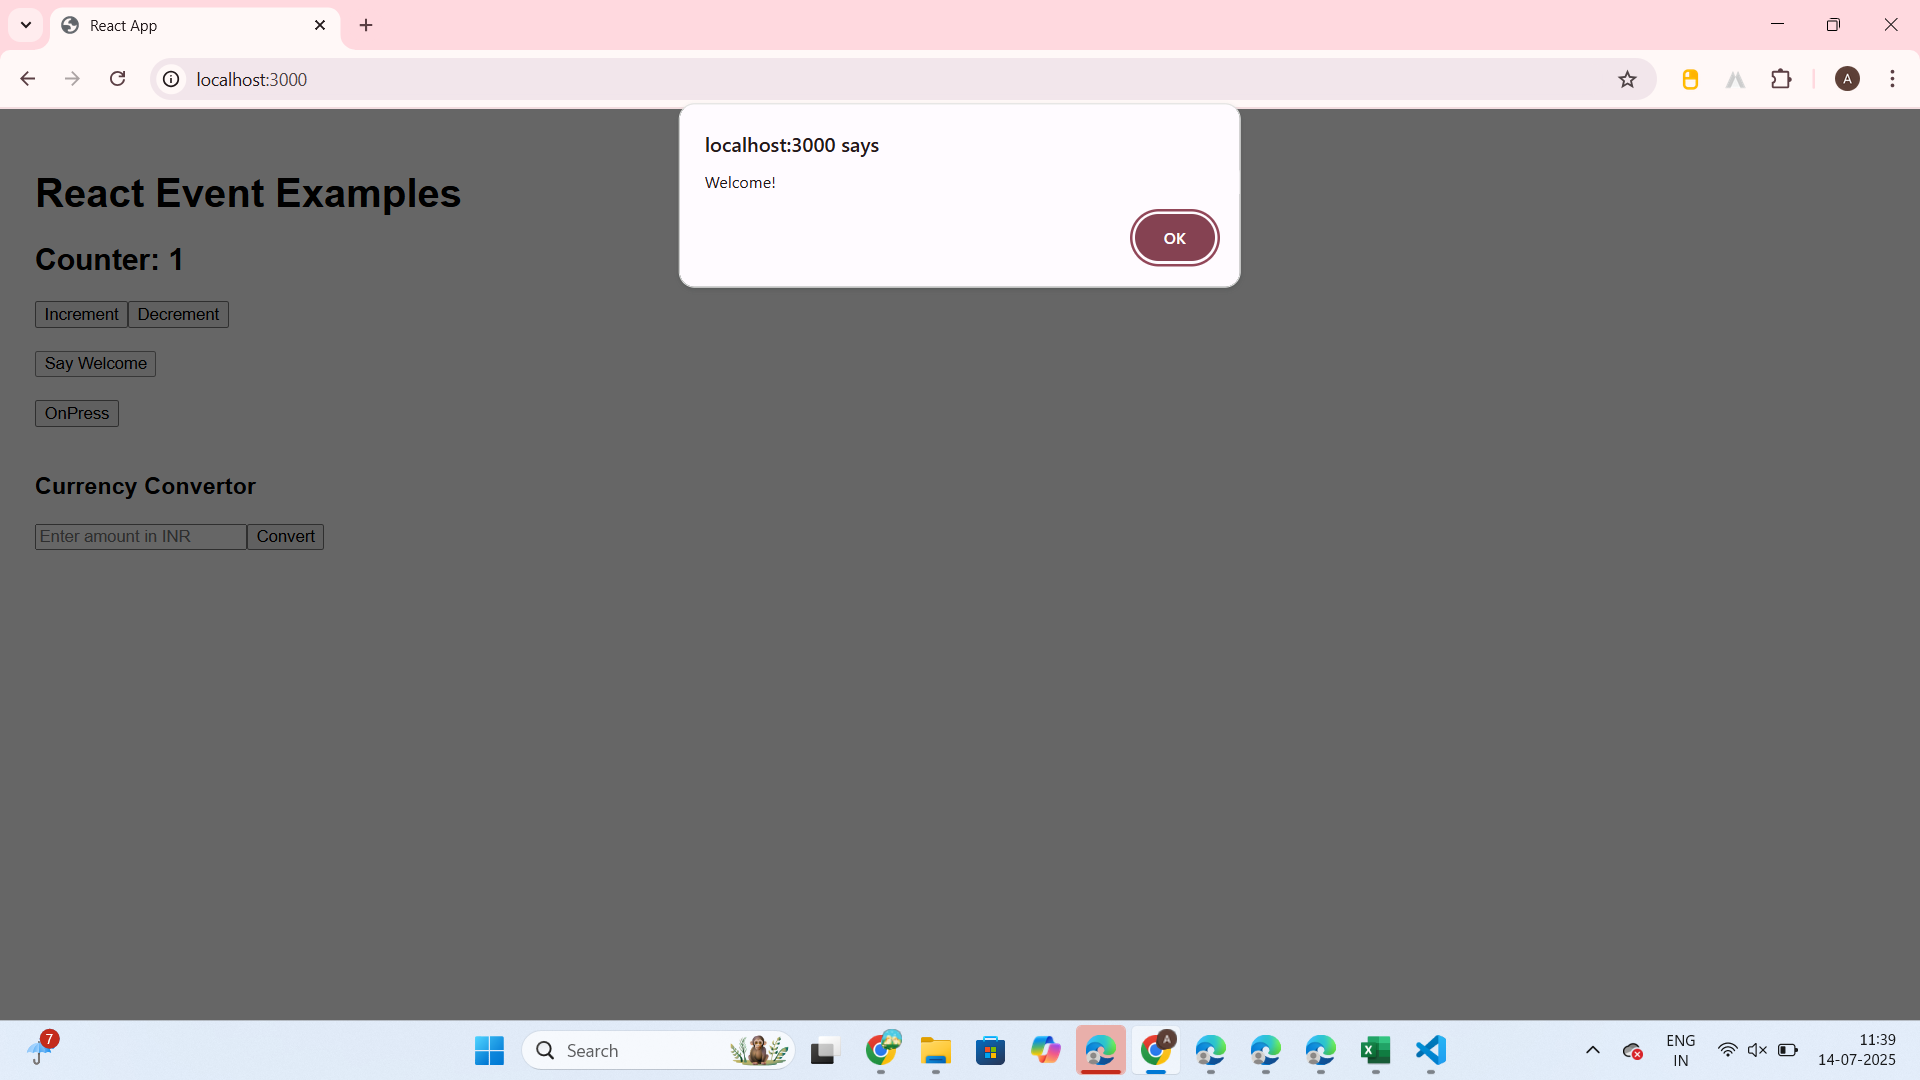 React App
localhost:3000
A
localhost:3000 says
Welcome!
OK
React Event Examples
Counter: 1
Increment Decrement
Say Welcome
OnPress
Currency Convertor
Enter amount in INR Convert
7
Search
A
ENG
IN
11:39
14-07-2025